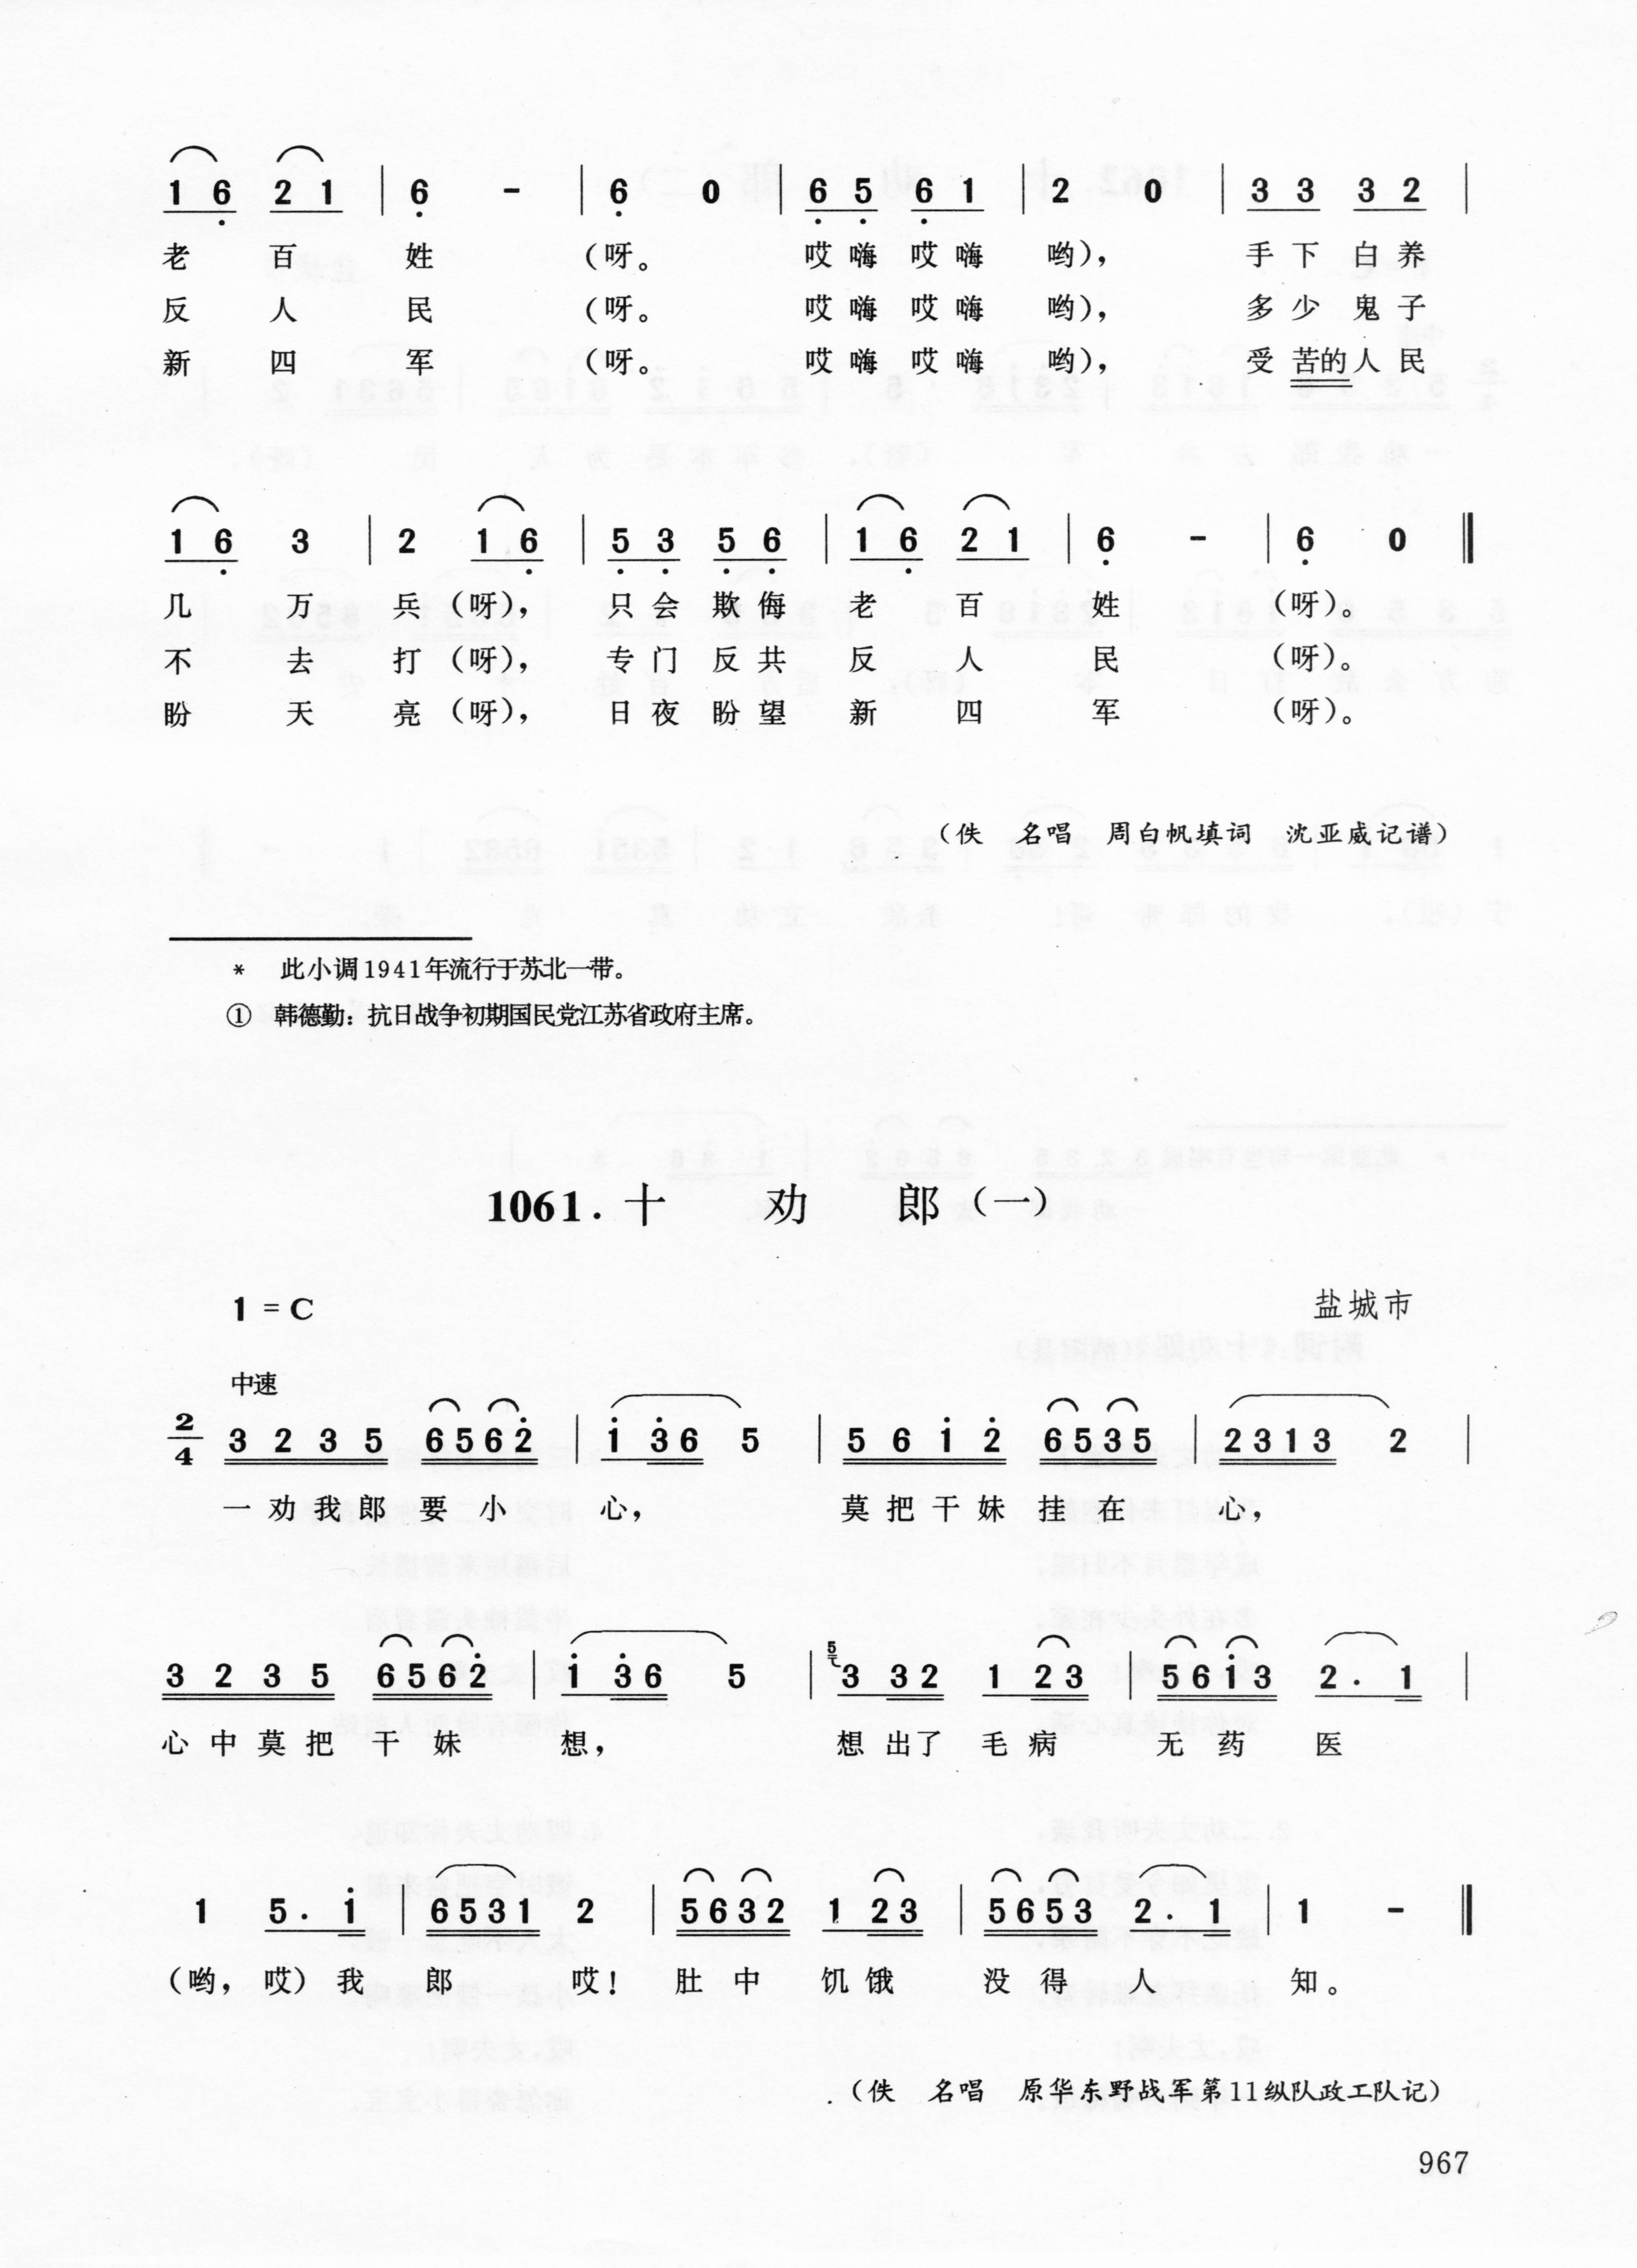 1 6 2 1 | 6 - | 6 0 | 6 5 6 1 | 2 0 | 3 3 3 2 |
老 百 姓 (呀。 哎 嗨 哎 嗨 哟)， 手 下 白 养
反 人 民 (呀。 哎 嗨 哎 嗨 哟)， 多 少 鬼 子
新 四 军 (呀。 哎 嗨 哎 嗨 哟)， 受 苦的 人 民
1 6 3 | 2 1 6 | 5 3 5 6 | 1 6 2 1 | 6 - | 6 0 ‖
几 万 兵 (呀)， 只 会 欺 侮 老 百 姓 (呀)。
不 去 打 (呀)， 专 门 反 共 反 人 民 (呀)。
盼 天 亮 (呀)， 日 夜 盼 望 新 四 军 (呀)。
(佚 名唱 周白帆填词 沈亚威记谱)
* 此小调1941年流行于苏北一带。
① 韩德勤：抗日战争初期国民党江苏省政府主席。
1061. 十 劝 郎 (一)
1 = C 盐城市
中速
2/4 3 2 3 5 6 5 6 2 | 1 3 6 5 | 5 6 1 2 6 5 3 5 | 2 3 1 3 2 |
一 劝 我 郎 要 小 心， 莫 把 干 妹 挂 在 心，
3 2 3 5 6 5 6 2 | 1 3 6 5 | 5 3 3 2 1 2 3 | 5 6 1 3 2 . 1 |
心 中 莫 把 干 妹 想， 想 出了 毛 病 无 药 医
1 5 . 1 | 6 5 3 1 2 | 5 6 3 2 1 2 3 | 5 6 5 3 2 . 1 | 1 - ‖
(哟， 哎) 我 郎 哎! 肚 中 饥 饿 没 得 人 知。
(佚 名唱 原华东野战军第11纵队政工队记)
967